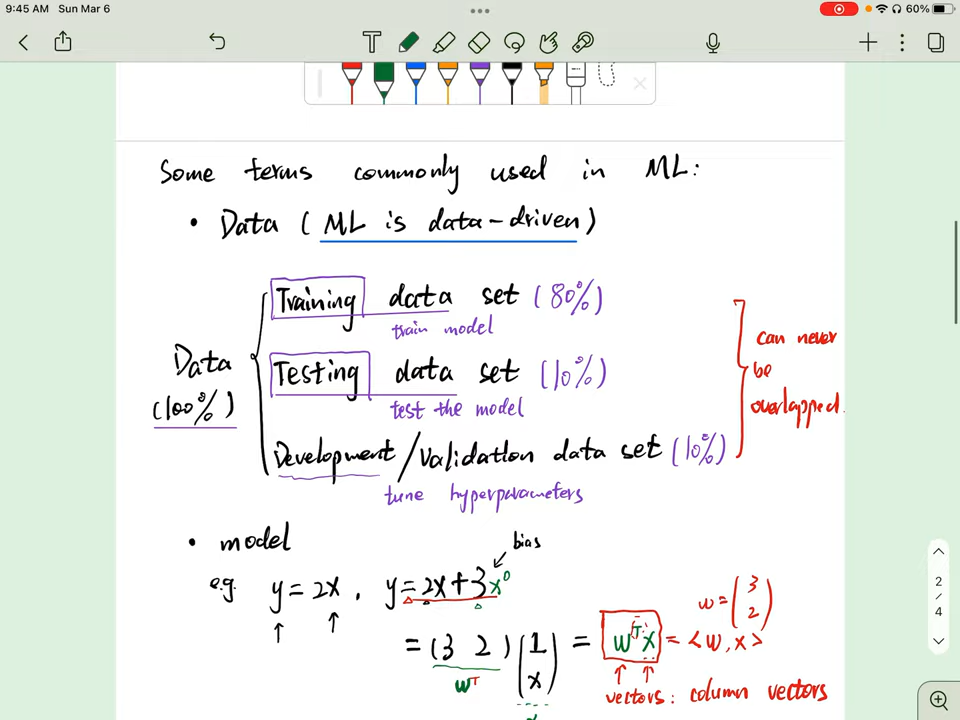 9:45 AM Sun Mar 6
60%
Some terms commonly used in ML:
• Data (ML is data-driven)
Training data set (80%)
train model
can never
be
overlapped.
Data
(100%)
Testing data set (10%)
test the model
Development/Validation data set (10%)
tune hyperparameters
• model
bias
e.g. y = 2x, y = 2x + 3x⁰
w = (3 2)
= (3 2) (1 x) = wᵀx = <w, x>
wᵀ
vectors: column vectors
2
/
4